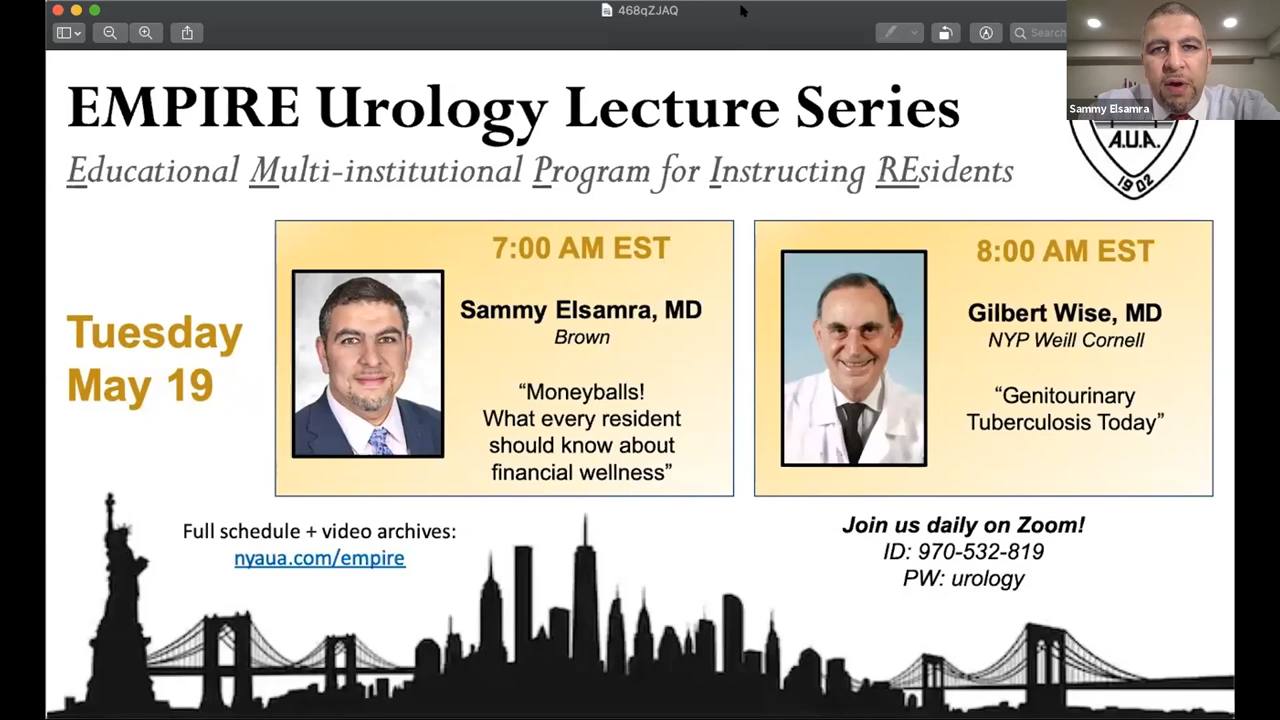 468qZJAQ
Search
Sammy Elsamra
EMPIRE Urology Lecture Series
Educational Multi-institutional Program for Instructing REsidents
A.U.A.
1902
Tuesday
May 19
7:00 AM EST
Sammy Elsamra, MD
Brown
“Moneyballs!
What every resident
should know about
financial wellness”
8:00 AM EST
Gilbert Wise, MD
NYP Weill Cornell
“Genitourinary
Tuberculosis Today”
Full schedule + video archives:
nyaua.com/empire
Join us daily on Zoom!
ID: 970-532-819
PW: urology